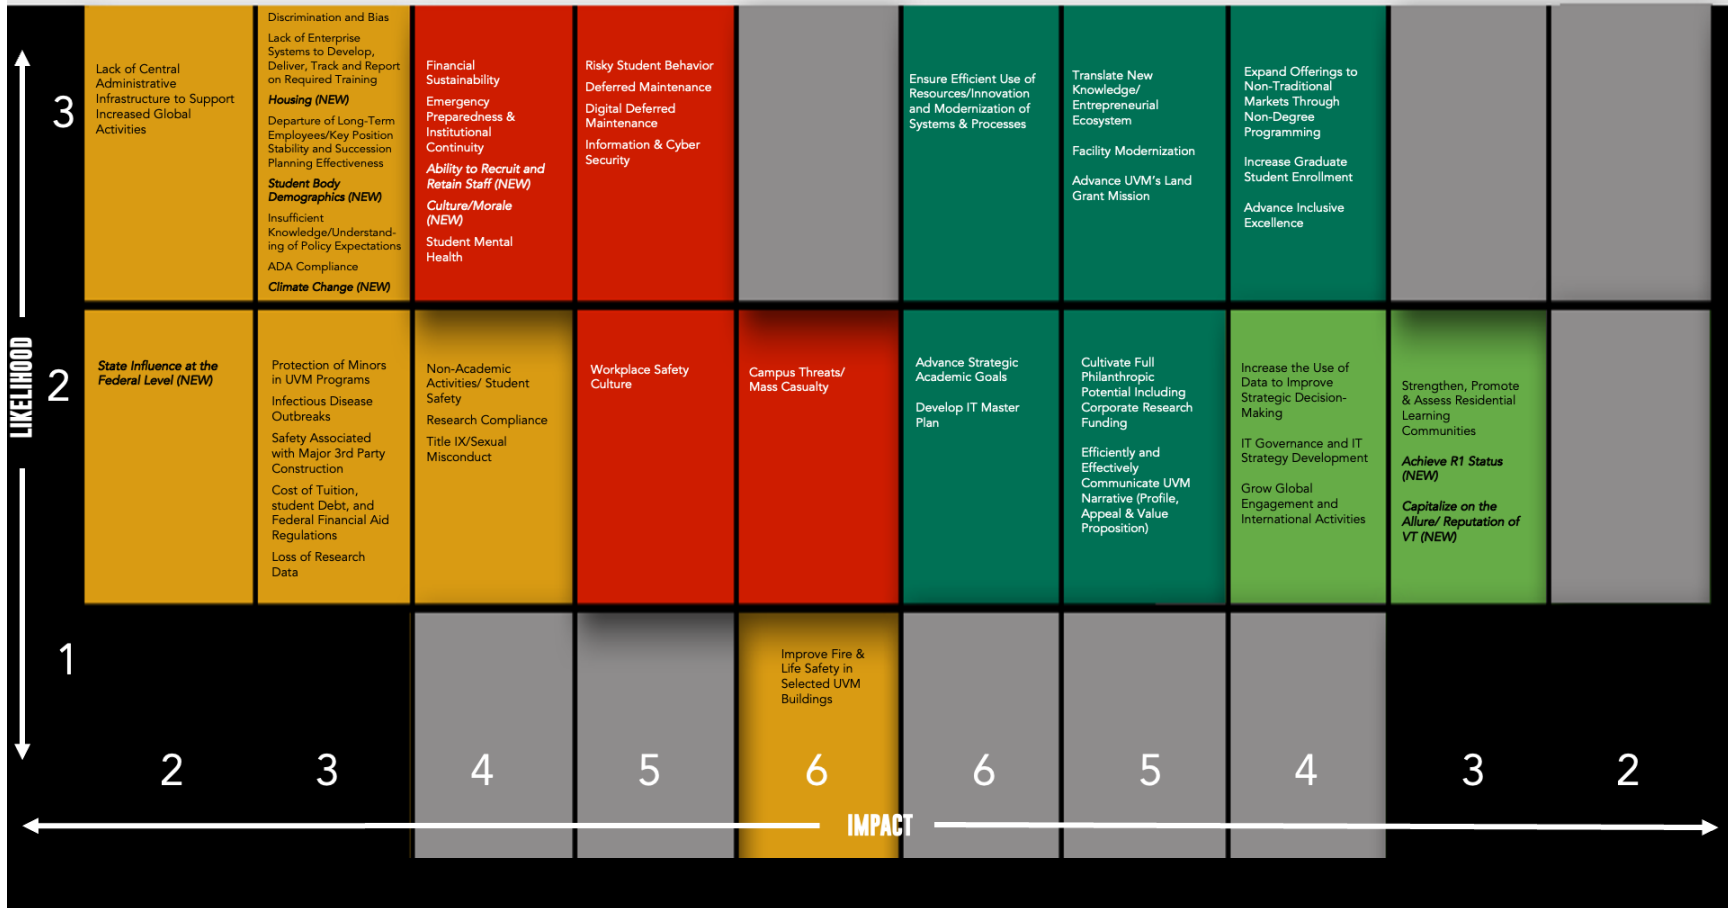 LIKELIHOOD
3
Lack of Central
Administrative
Infrastructure to Support
Increased Global
Activities
Discrimination and Bias
Lack of Enterprise
Systems to Develop,
Deliver, Track and Report
on Required Training
Housing (NEW)
Departure of Long-Term
Employees/Key Position
Stability and Succession
Planning Effectiveness
Student Body
Demographics (NEW)
Insufficient
Knowledge/Understand-
ing of Policy Expectations
ADA Compliance
Climate Change (NEW)
Financial
Sustainability
Emergency
Preparedness &
Institutional
Continuity
Ability to Recruit and
Retain Staff (NEW)
Culture/Morale
(NEW)
Student Mental
Health
Risky Student Behavior
Deferred Maintenance
Digital Deferred
Maintenance
Information & Cyber
Security
Ensure Efficient Use of
Resources/Innovation
and Modernization of
Systems & Processes
Translate New
Knowledge/
Entrepreneurial
Ecosystem
Facility Modernization
Advance UVM's Land
Grant Mission
Expand Offerings to
Non-Traditional
Markets Through
Non-Degree
Programming
Increase Graduate
Student Enrollment
Advance Inclusive
Excellence
2
State Influence at the
Federal Level (NEW)
Protection of Minors
in UVM Programs
Infectious Disease
Outbreaks
Safety Associated
with Major 3rd Party
Construction
Cost of Tuition,
student Debt, and
Federal Financial Aid
Regulations
Loss of Research
Data
Non-Academic
Activities/ Student
Safety
Research Compliance
Title IX/Sexual
Misconduct
Workplace Safety
Culture
Campus Threats/
Mass Casualty
Advance Strategic
Academic Goals
Develop IT Master
Plan
Cultivate Full
Philanthropic
Potential Including
Corporate Research
Funding
Efficiently and
Effectively
Communicate UVM
Narrative (Profile,
Appeal & Value
Proposition)
Increase the Use of
Data to Improve
Strategic Decision-
Making
IT Governance and IT
Strategy Development
Grow Global
Engagement and
International Activities
Strengthen, Promote
& Assess Residential
Learning
Communities
Achieve R1 Status
(NEW)
Capitalize on the
Allure/ Reputation of
VT (NEW)
1
Improve Fire &
Life Safety in
Selected UVM
Buildings
2 3 4 5 6 6 5 4 3 2
IMPACT